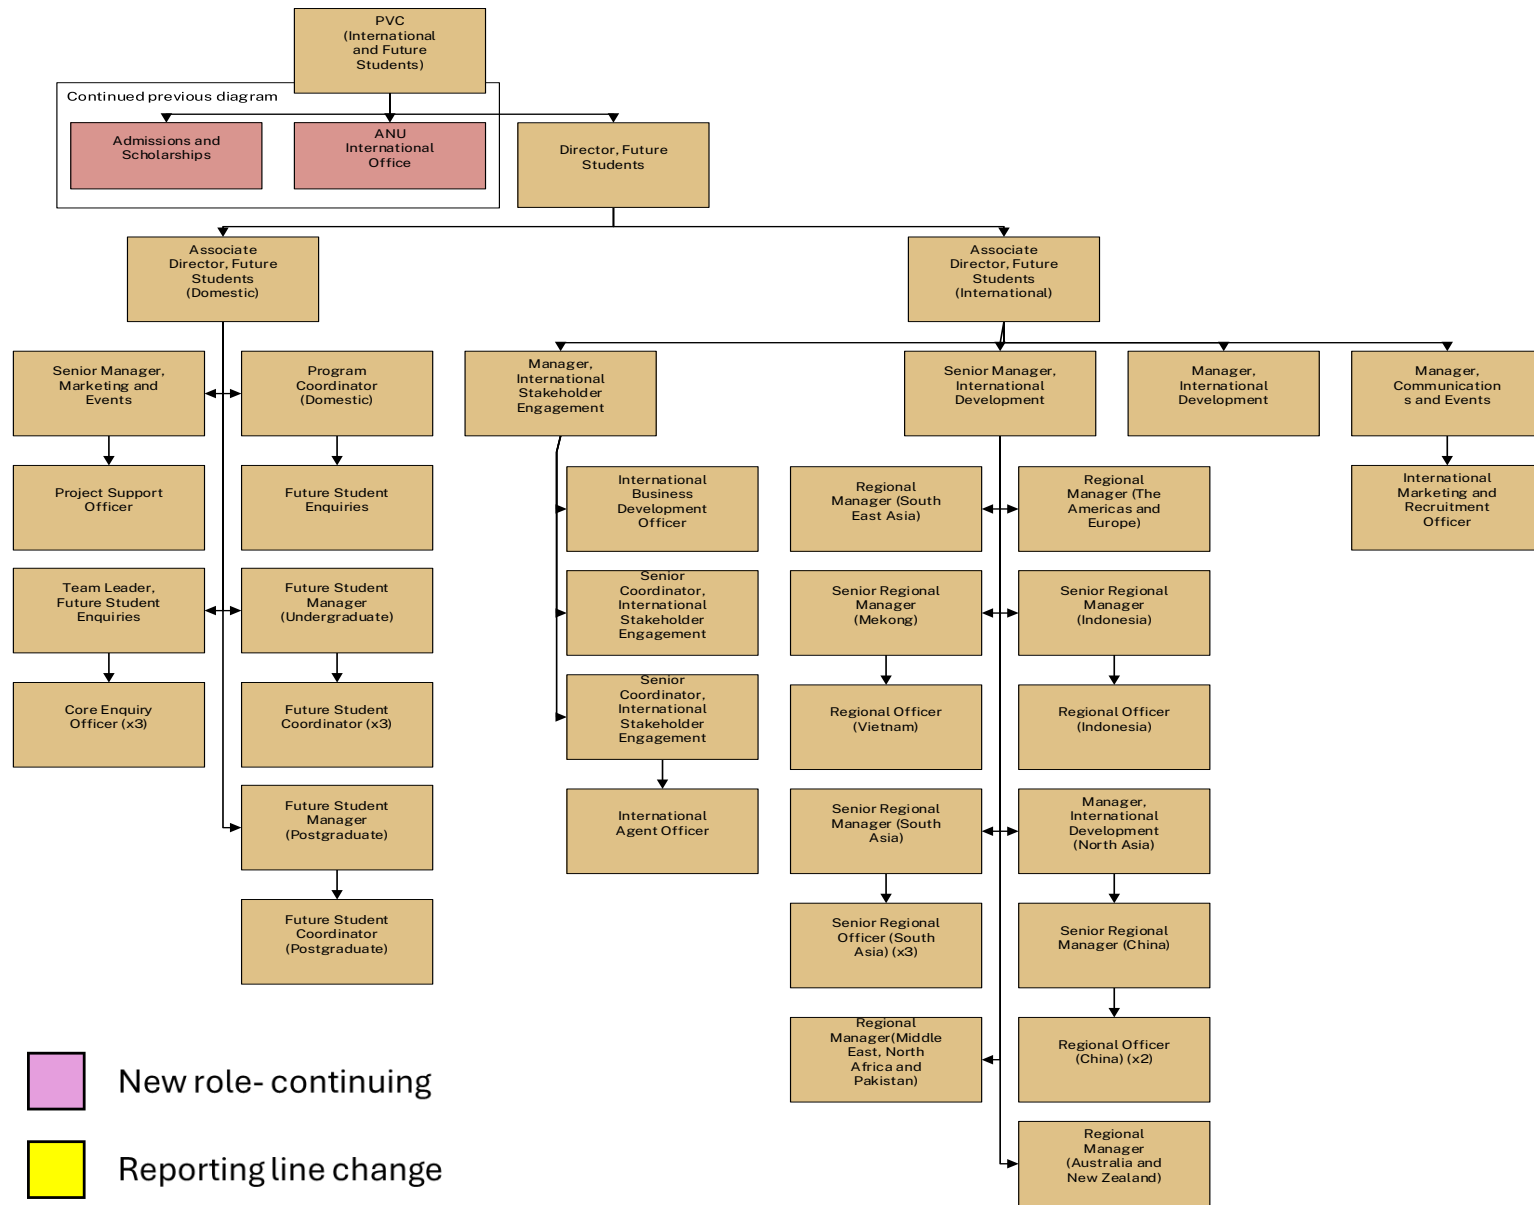 PVC
(International
and Future
Students)
Continued previous diagram
Admissions and
Scholarships
ANU
International
Office
Director, Future
Students
Associate
Director, Future
Students
(Domestic)
Associate
Director, Future
Students
(International)
Senior Manager,
Marketing and
Events
Program
Coordinator
(Domestic)
Manager,
International
Stakeholder
Engagement
Senior Manager,
International
Development
Manager,
International
Development
Manager,
Communication
s and Events
Project Support
Officer
Future Student
Enquiries
International
Business
Development
Officer
Regional
Manager (South
East Asia)
Regional
Manager (The
Americas and
Europe)
International
Marketing and
Recruitment
Officer
Team Leader,
Future Student
Enquiries
Future Student
Manager
(Undergraduate)
Senior
Coordinator,
International
Stakeholder
Engagement
Senior Regional
Manager
(Mekong)
Senior Regional
Manager
(Indonesia)
Core Enquiry
Officer (x3)
Future Student
Coordinator (x3)
Senior
Coordinator,
International
Stakeholder
Engagement
Regional Officer
(Vietnam)
Regional Officer
(Indonesia)
Future Student
Manager
(Postgraduate)
International
Agent Officer
Senior Regional
Manager (South
Asia)
Manager,
International
Development
(North Asia)
Future Student
Coordinator
(Postgraduate)
Senior Regional
Officer (South
Asia) (x3)
Senior Regional
Manager (China)
Regional
Manager(Middle
East, North
Africa and
Pakistan)
Regional Officer
(China) (x2)
Regional
Manager
(Australia and
New Zealand)
New role- continuing
Reporting line change